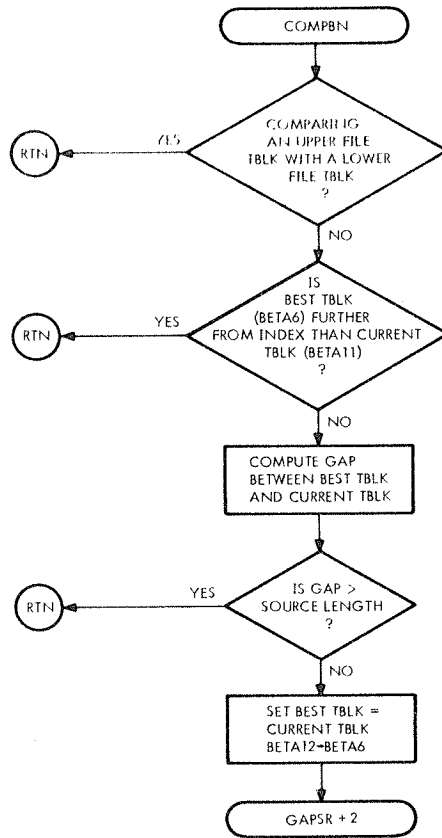 COMPBN
COMPARING
AN UPPER FILE
TBLK WITH A LOWER
FILE TBLK
?
YES
RTN
NO
IS
BEST TBLK
(BETA6) FURTHER
FROM INDEX THAN CURRENT
TBLK (BETA11)
?
YES
RTN
NO
COMPUTE GAP
BETWEEN BEST TBLK
AND CURRENT TBLK
IS GAP >
SOURCE LENGTH
?
YES
RTN
NO
SET BEST TBLK =
CURRENT TBLK
BETA12→BETA6
GAPSR + 2